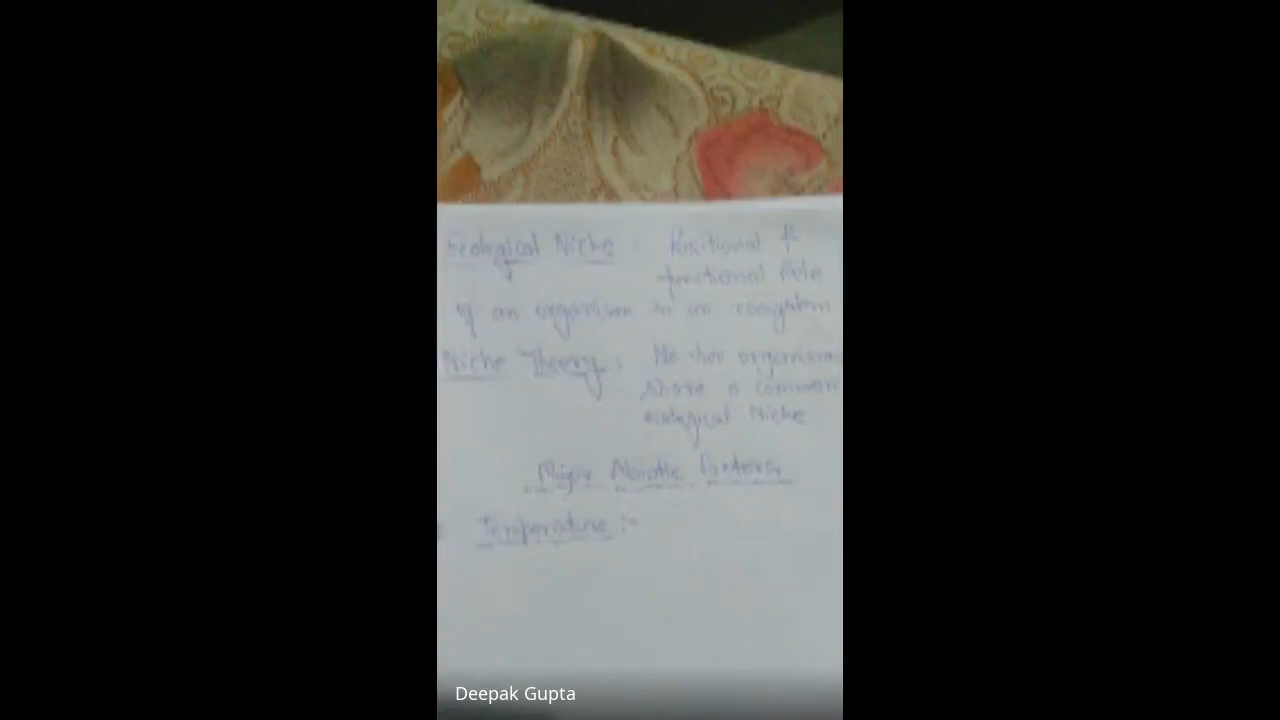 Ecological Niche : Positional &
functional Role
of an organism in an ecosystem
Niche Theory : No two organisms
share a common
ecological Niche
Major Abiotic Factors
Temperature :-
Deepak Gupta